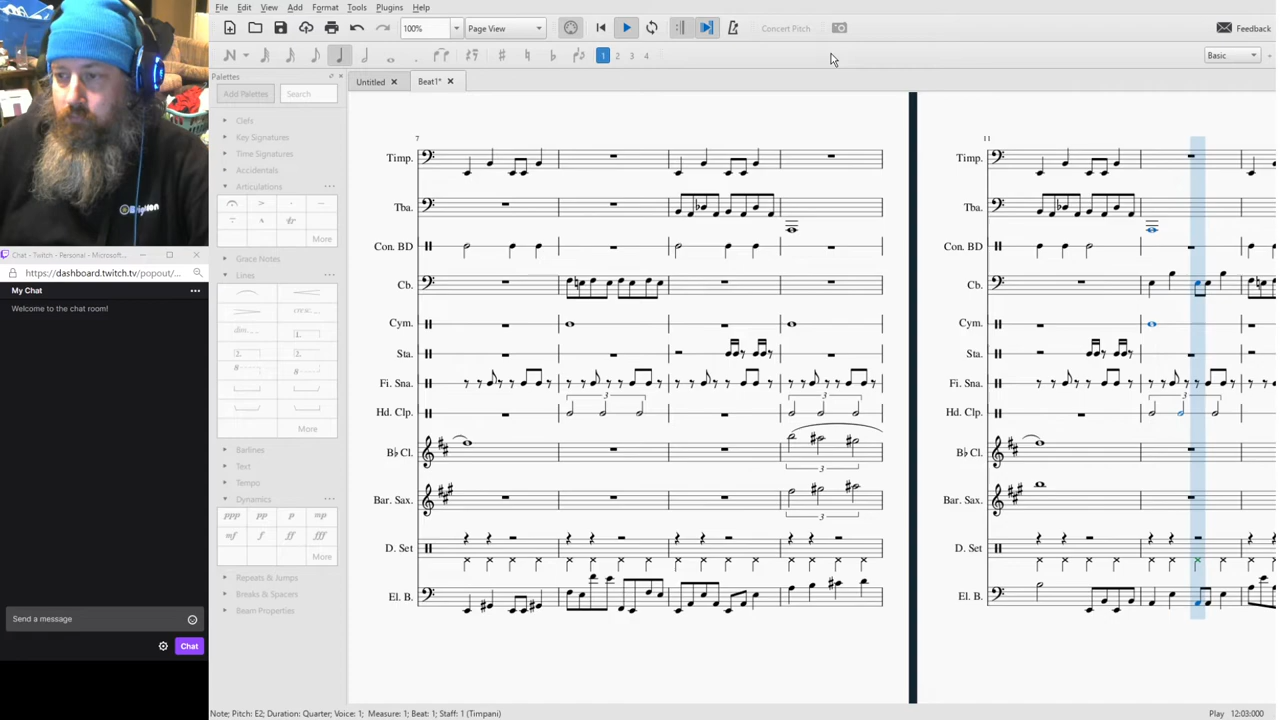 File Edit View Add Format Tools Plugins Help
100% Page View Concert Pitch Feedback
1 2 3 4 Basic
Palettes
Add Palettes Search
Untitled Beat1*
Clefs
Key Signatures
Time Signatures
Accidentals
Articulations
More
Grace Notes
Lines
More
Barlines
Text
Tempo
Dynamics
ppp pp p mp
mf f ff fff
More
Repeats & Jumps
Breaks & Spacers
Beam Properties
Chat - Twitch - Personal - Microsoft...
https://dashboard.twitch.tv/popout/...
My Chat
Welcome to the chat room!
Send a message
Chat
7
Timp.
Tba.
Con. BD
Cb.
Cym.
Sta.
Fi. Sna.
3 3
Hd. Clp.
B♭ Cl.
3
Bar. Sax.
3
D. Set
El. B.
11
Timp.
Tba.
Con. BD
Cb.
Cym.
Sta.
Fi. Sna.
3
Hd. Clp.
B♭ Cl.
Bar. Sax.
D. Set
El. B.
Note; Pitch: E2; Duration: Quarter; Voice: 1; Measure: 1; Beat: 1; Staff: 1 (Timpani)
Play 12:03:000